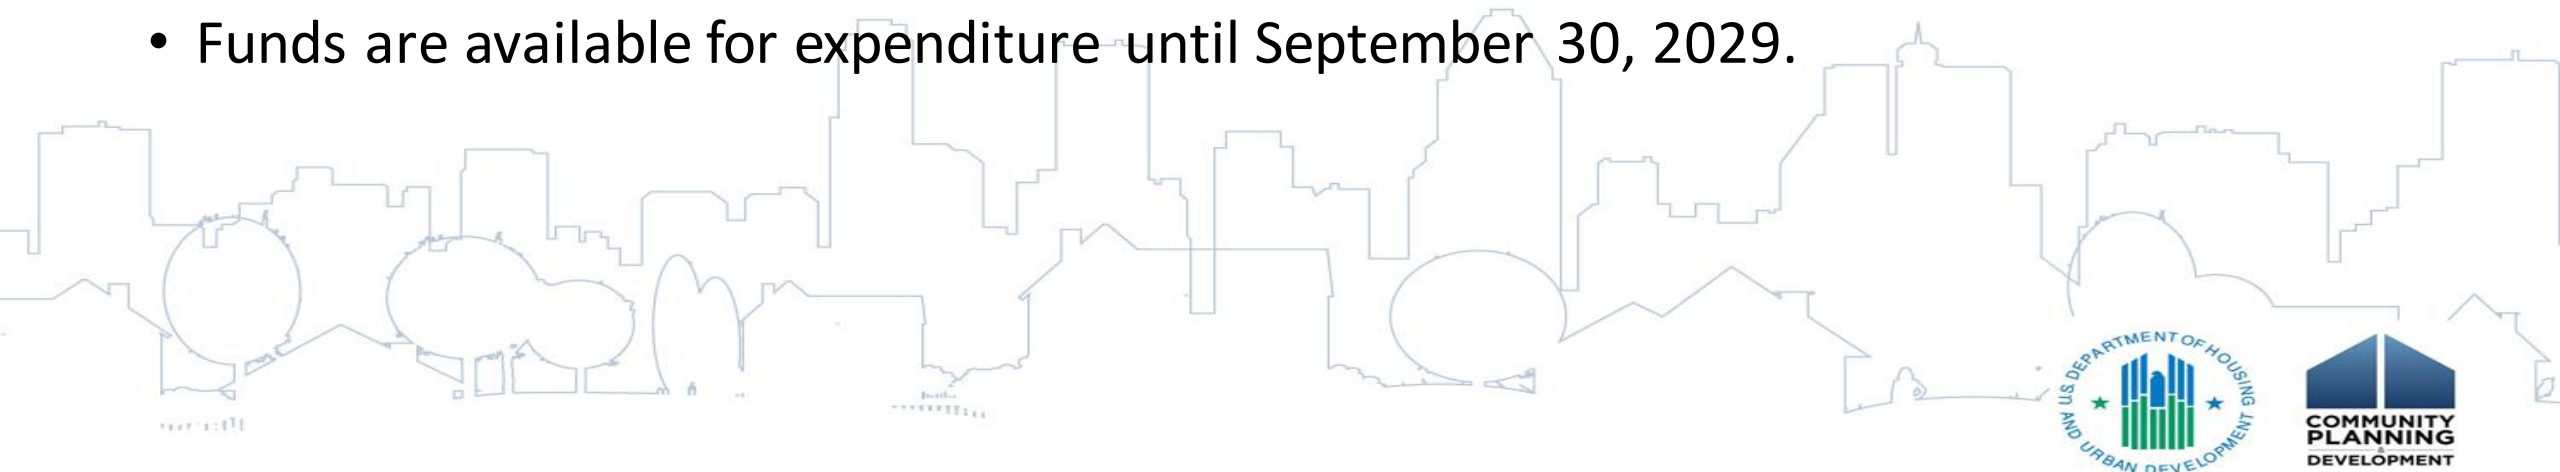 • Funds are available for expenditure until September 30, 2029.
U.S. DEPARTMENT OF HOUSING AND URBAN DEVELOPMENT
COMMUNITY
PLANNING
&
DEVELOPMENT